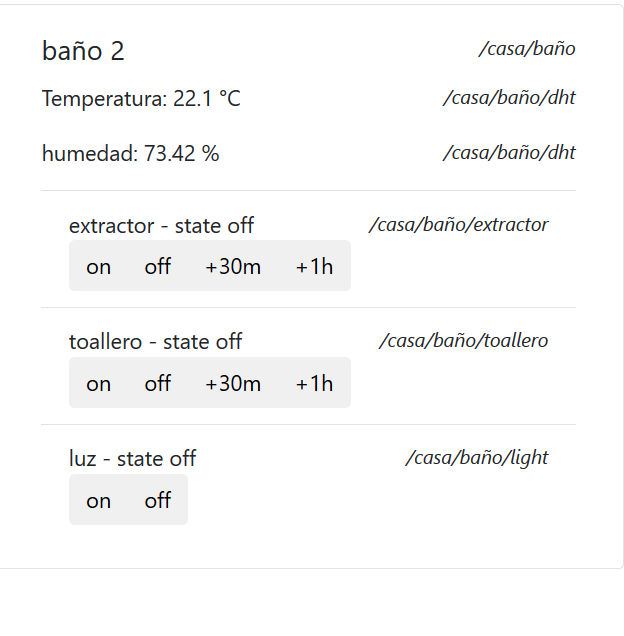 baño 2 /casa/baño
Temperatura: 22.1 °C /casa/baño/dht
humedad: 73.42 % /casa/baño/dht
extractor - state off /casa/baño/extractor
on off +30m +1h
toallero - state off /casa/baño/toallero
on off +30m +1h
luz - state off /casa/baño/light
on off